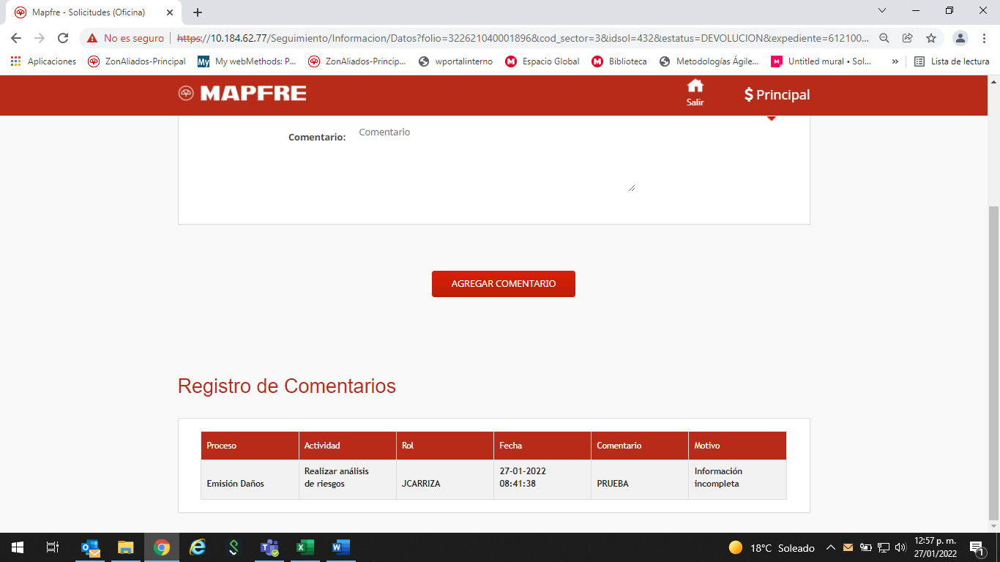 Mapfre - Solicitudes (Oficina)
No es seguro
https://10.184.62.77/Seguimiento/Informacion/Datos?folio=322621040001896&cod_sector=3&idsol=432&estatus=DEVOLUCION&expediente=612100...
Aplicaciones
ZonAliados-Principal
My
My webMethods: P...
ZonAliados-Princip...
wportalinterno
Espacio Global
Biblioteca
Metodologías Ágile...
Untitled mural • Sol...
»
Lista de lectura
MAPFRE
Salir
$ Principal
Comentario:
Comentario
AGREGAR COMENTARIO
Registro de Comentarios
Proceso Actividad Rol Fecha Comentario Motivo
Emisión Daños
Realizar análisis
de riesgos
JCARRIZA
27-01-2022
08:41:38
PRUEBA
Información
incompleta
18°C Soleado
12:57 p. m.
27/01/2022
1